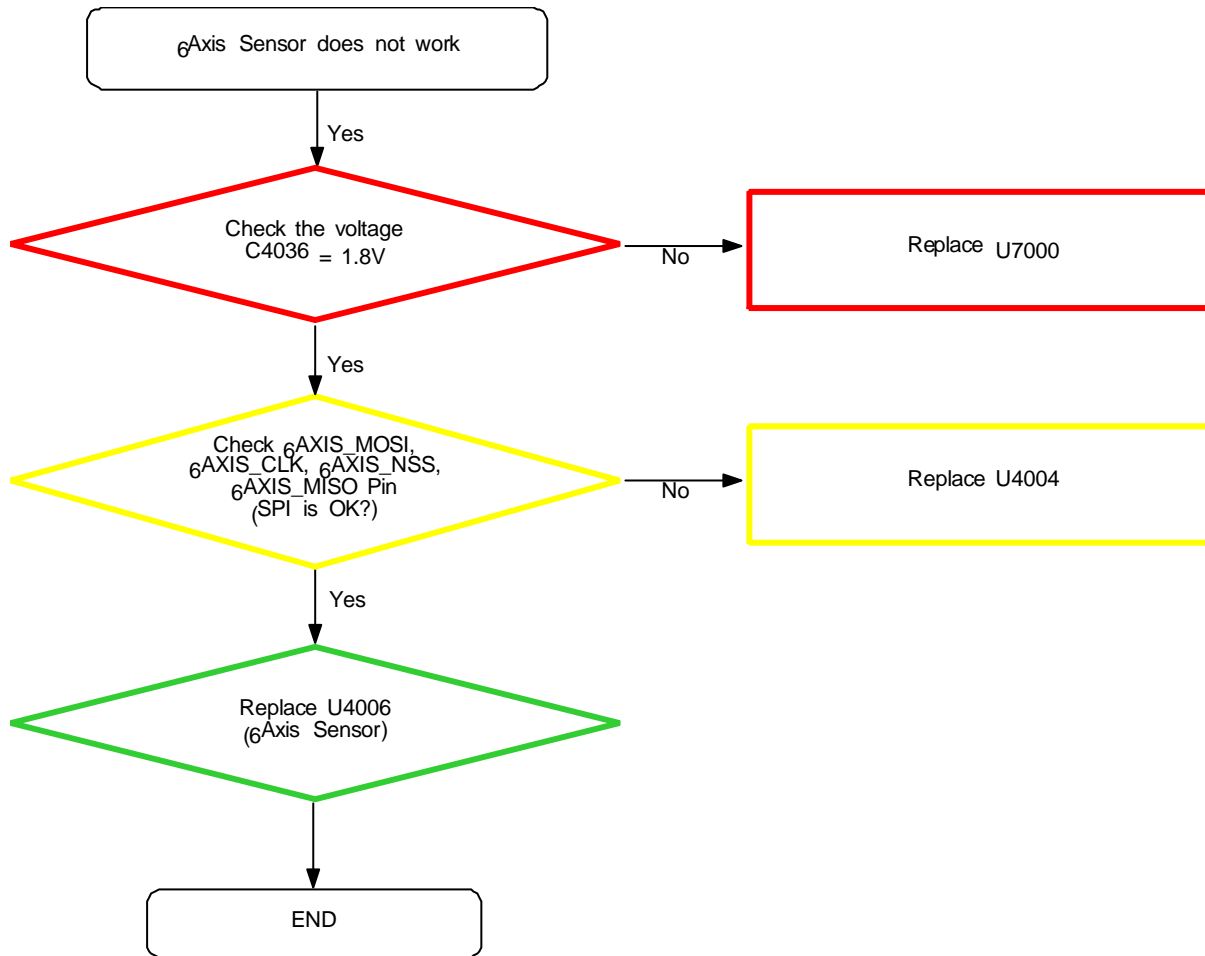 6Axis Sensor does not work
Yes
Check the voltage
C4036 = 1.8V
No
Replace U7000
Yes
Check 6AXIS_MOSI,
6AXIS_CLK, 6AXIS_NSS,
6AXIS_MISO Pin
(SPI is OK?)
No
Replace U4004
Yes
Replace U4006
(6Axis Sensor)
END